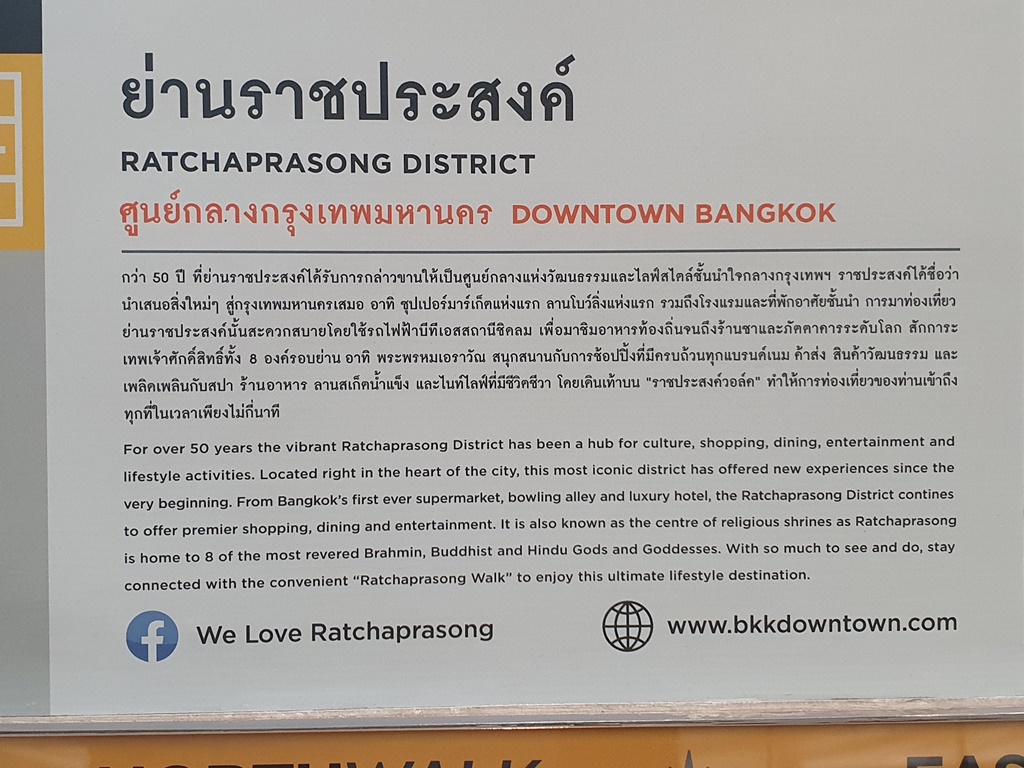 ย่านราชประสงค์
RATCHAPRASONG DISTRICT
ศูนย์กลางกรุงเทพมหานคร DOWNTOWN BANGKOK
กว่า 50 ปี ที่ย่านราชประสงค์ได้รับการกล่าวขานให้เป็นศูนย์กลางแห่งวัฒนธรรมและไลฟ์สไตล์ชั้นนำใจกลางกรุงเทพฯ ราชประสงค์ได้ชื่อว่า
นำเสนอสิ่งใหม่ๆ สู่กรุงเทพมหานครเสมอ อาทิ ซุปเปอร์มาร์เก็ตแห่งแรก ลานโบว์ลิ่งแห่งแรก รวมถึงโรงแรมและที่พักอาศัยชั้นนำ การมาท่องเที่ยว
ย่านราชประสงค์นั้นสะดวกสบายโดยใช้รถไฟฟ้าบีทีเอสสถานีชิดลม เพื่อมาชิมอาหารท้องถิ่นจนถึงร้านชาและภัตตาคารระดับโลก สักการะ
เทพเจ้าศักดิ์สิทธิ์ทั้ง 8 องค์รอบย่าน อาทิ พระพรหมเอราวัณ สนุกสนานกับการช้อปปิ้งที่มีครบถ้วนทุกแบรนด์เนม ค้าส่ง สินค้าวัฒนธรรม และ
เพลิดเพลินกับสปา ร้านอาหาร ลานสเก็ตน้ำแข็ง และไนท์ไลฟ์ที่มีชีวิตชีวา โดยเดินเท้าบน "ราชประสงค์วอล์ค" ทำให้การท่องเที่ยวของท่านเข้าถึง
ทุกที่ในเวลาเพียงไม่กี่นาที
For over 50 years the vibrant Ratchaprasong District has been a hub for culture, shopping, dining, entertainment and
lifestyle activities. Located right in the heart of the city, this most iconic district has offered new experiences since the
very beginning. From Bangkok's first ever supermarket, bowling alley and luxury hotel, the Ratchaprasong District contines
to offer premier shopping, dining and entertainment. It is also known as the centre of religious shrines as Ratchaprasong
is home to 8 of the most revered Brahmin, Buddhist and Hindu Gods and Goddesses. With so much to see and do, stay
connected with the convenient “Ratchaprasong Walk” to enjoy this ultimate lifestyle destination.
We Love Ratchaprasong
www.bkkdowntown.com